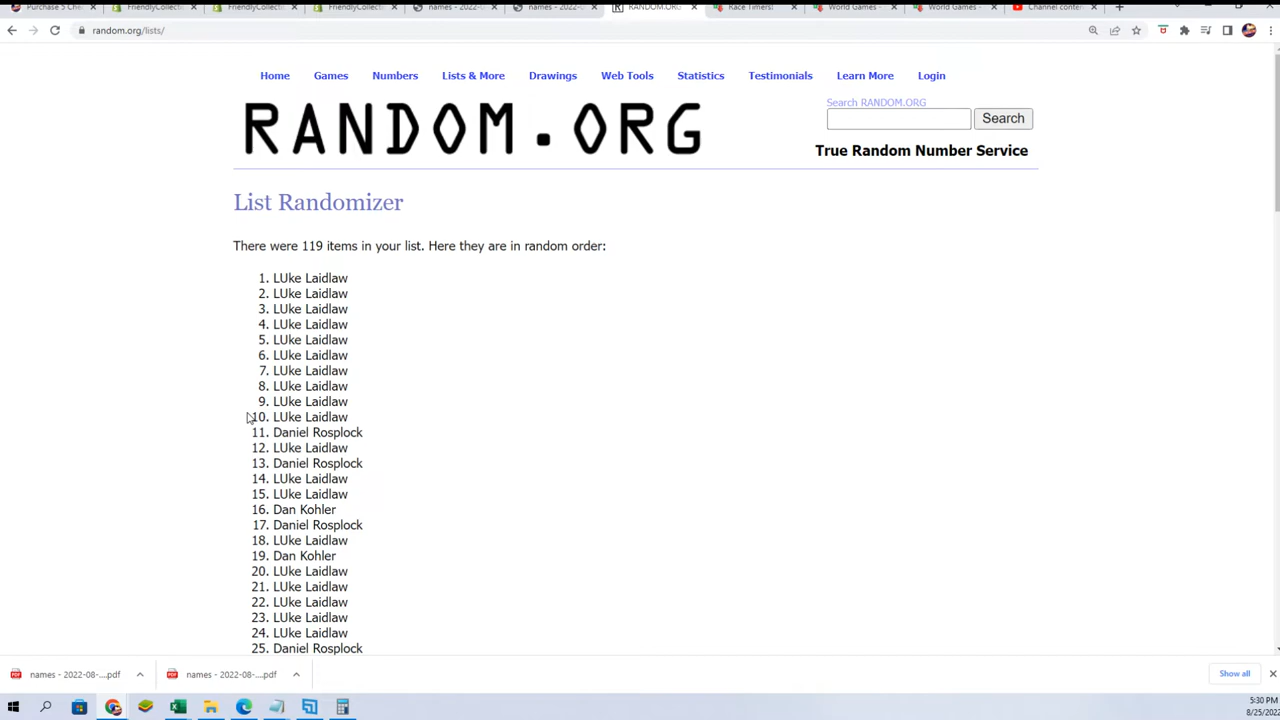 Purchase 5 Che
FriendlyCollect
FriendlyCollect
FriendlyCollect
names - 2022-0
names - 2022-0
RANDOM.ORG
Race Timers!
World Games -
World Games -
Channel conte
random.org/lists/
Home Games Numbers Lists & More Drawings Web Tools Statistics Testimonials Learn More Login
RANDOM.ORG
Search RANDOM.ORG
Search
True Random Number Service
List Randomizer
There were 119 items in your list. Here they are in random order:
1. LUke Laidlaw
2. LUke Laidlaw
3. LUke Laidlaw
4. LUke Laidlaw
5. LUke Laidlaw
6. LUke Laidlaw
7. LUke Laidlaw
8. LUke Laidlaw
9. LUke Laidlaw
10. LUke Laidlaw
11. Daniel Rosplock
12. LUke Laidlaw
13. Daniel Rosplock
14. LUke Laidlaw
15. LUke Laidlaw
16. Dan Kohler
17. Daniel Rosplock
18. LUke Laidlaw
19. Dan Kohler
20. LUke Laidlaw
21. LUke Laidlaw
22. LUke Laidlaw
23. LUke Laidlaw
24. LUke Laidlaw
25. Daniel Rosplock
names - 2022-08-....pdf
names - 2022-08-....pdf
Show all
5:30 PM
8/25/2022